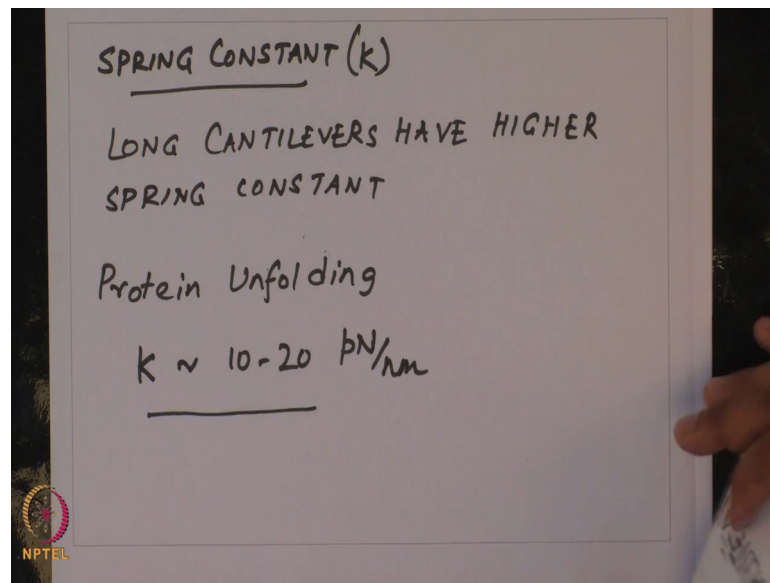 SPRING CONSTANT (K)
LONG CANTILEVERS HAVE HIGHER
SPRING CONSTANT
Protein Unfolding
K ~ 10-20 pN/nm
NPTEL